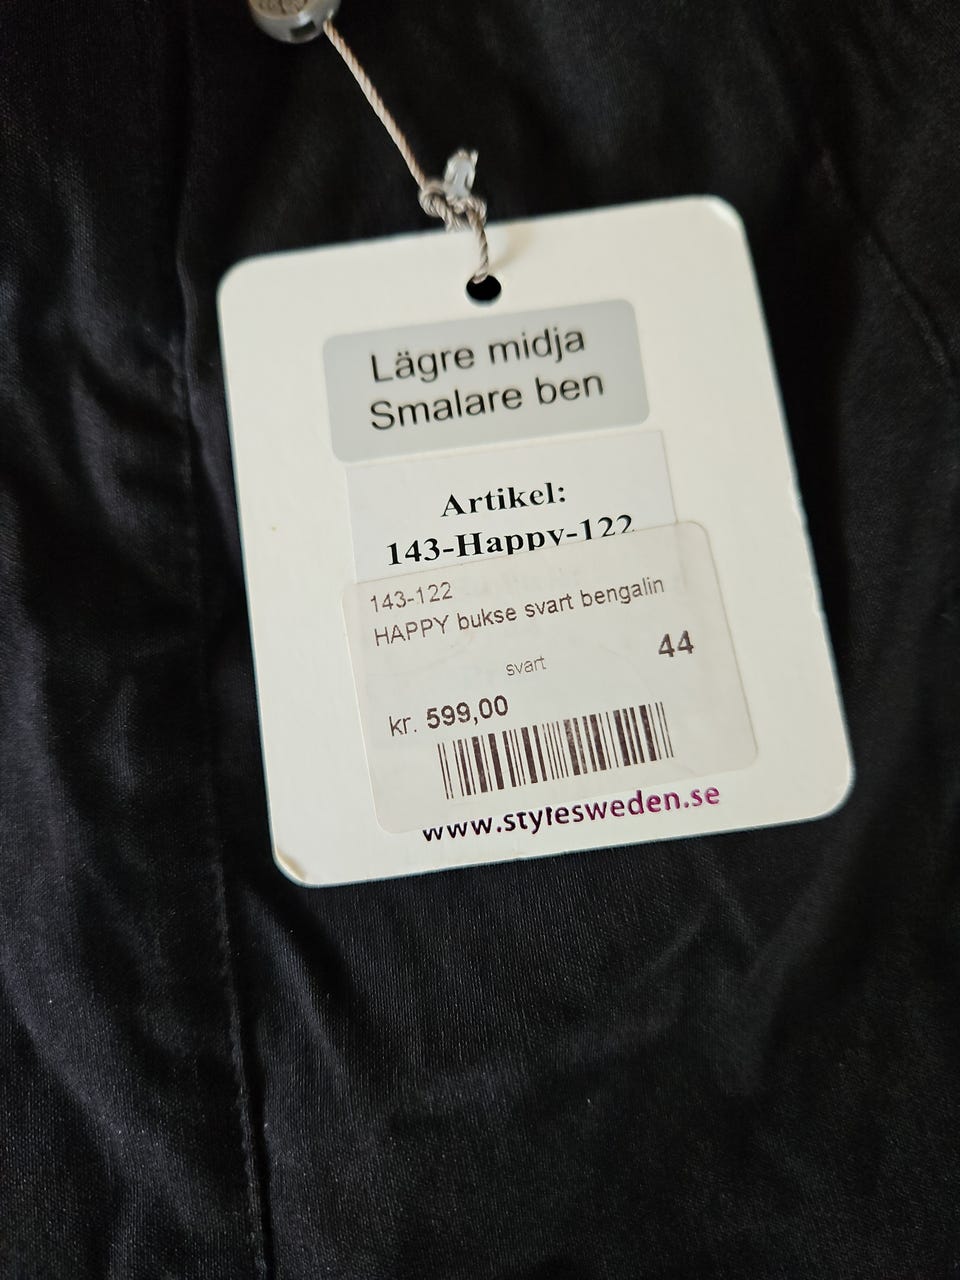 Lägre midja
Smalare ben
Artikel:
143-Happy-122
143-122
HAPPY bukse svart bengalin
svart
44
kr. 599,00
www.stylesweden.se